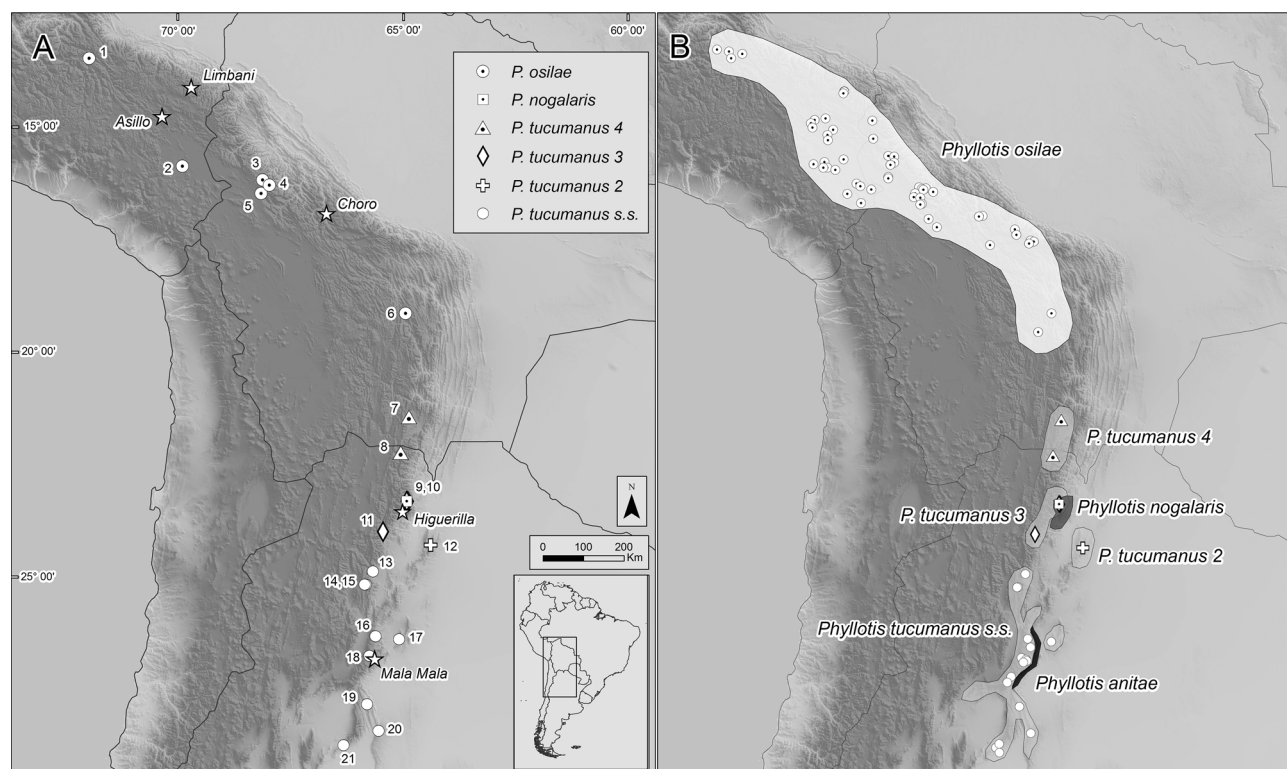 70° 00'
65° 00'
60° 00'
A
B
1
Limbani
P. osilae
P. nogalaris
P. tucumanus 4
P. tucumanus 3
P. tucumanus 2
P. tucumanus s.s.
Asillo
15° 00'
2
3
4
5
Choro
6
20° 00'
7
8
9,10
Higuerilla
11
12
13
25° 00'
14,15
16
17
18
Mala Mala
19
20
21
N
0 100 200
Km
Phyllotis osilae
P. tucumanus 4
P. tucumanus 3
Phyllotis nogalaris
P. tucumanus 2
Phyllotis tucumanus s.s.
Phyllotis anitae